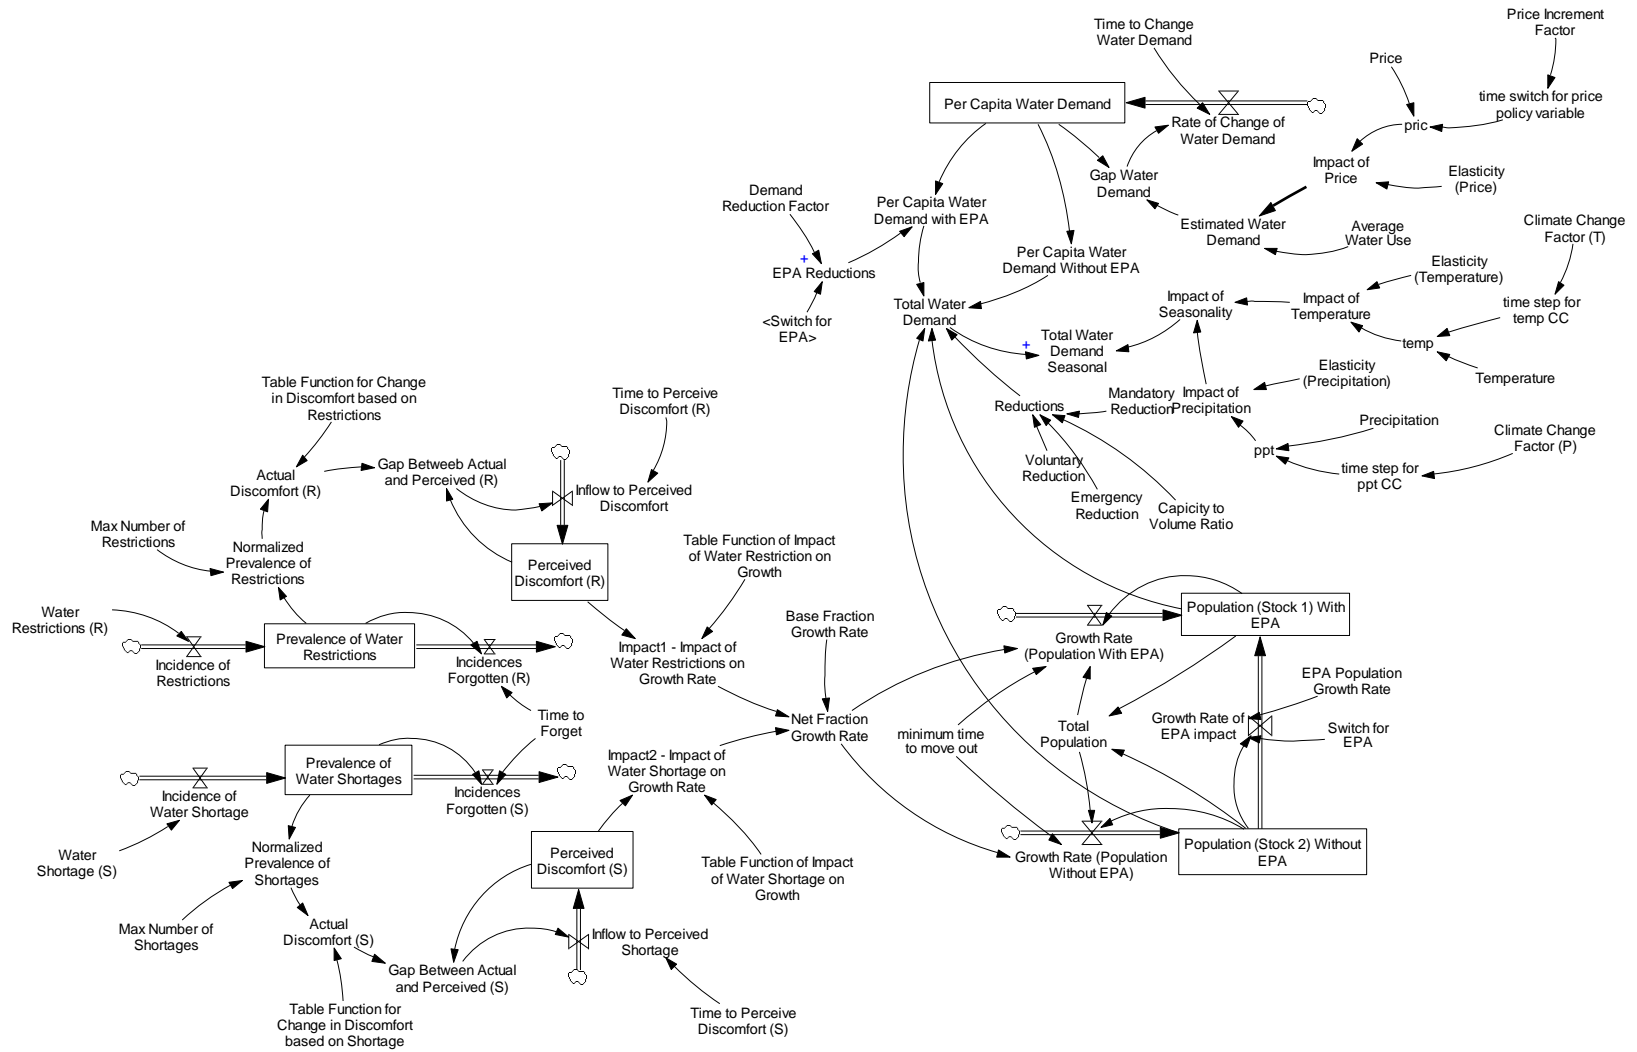 Time to Change
Water Demand
Price Increment
Factor
Price
time switch for price
policy variable
Per Capita Water Demand
Rate of Change of
Water Demand
pric
Impact of
Price
Elasticity
(Price)
Gap Water
Demand
Demand
Reduction Factor
Per Capita Water
Demand with EPA
Estimated Water
Demand
Average
Water Use
Climate Change
Factor (T)
Per Capita Water
Demand Without EPA
+
EPA Reductions
Elasticity
(Temperature)
<Switch for
EPA>
Total Water
Demand
Impact of
Seasonality
Impact of
Temperature
time step for
temp CC
+
Total Water
Demand
Seasonal
temp
Temperature
Elasticity
(Precipitation)
Reductions
Mandatory
Reduction
Impact of
Precipitation
Precipitation
Climate Change
Factor (P)
ppt
time step for
ppt CC
Voluntary
Reduction
Emergency
Reduction
Capicity to
Volume Ratio
Table Function for Change
in Discomfort based on
Restrictions
Time to Perceive
Discomfort (R)
Actual
Discomfort (R)
Gap Betweeb Actual
and Perceived (R)
Inflow to Perceived
Discomfort
Max Number of
Restrictions
Normalized
Prevalence of
Restrictions
Perceived
Discomfort (R)
Table Function of Impact
of Water Restriction on
Growth
Water
Restrictions (R)
Incidence of
Restrictions
Prevalence of Water
Restrictions
Incidences
Forgotten (R)
Impact1 - Impact of
Water Restrictions on
Growth Rate
Base Fraction
Growth Rate
Population (Stock 1) With
EPA
Growth Rate
(Population With EPA)
EPA Population
Growth Rate
Time to
Forget
Net Fraction
Growth Rate
minimum time
to move out
Total
Population
Growth Rate of
EPA impact
Switch for
EPA
Prevalence of
Water Shortages
Incidence of
Water Shortage
Incidences
Forgotten (S)
Impact2 - Impact of
Water Shortage on
Growth Rate
Water
Shortage (S)
Normalized
Prevalence of
Shortages
Perceived
Discomfort (S)
Table Function of Impact
of Water Shortage on
Growth
Growth Rate (Population
Without EPA)
Population (Stock 2) Without
EPA
Max Number of
Shortages
Actual
Discomfort (S)
Gap Between Actual
and Perceived (S)
Inflow to Perceived
Shortage
Table Function for
Change in Discomfort
based on Shortage
Time to Perceive
Discomfort (S)